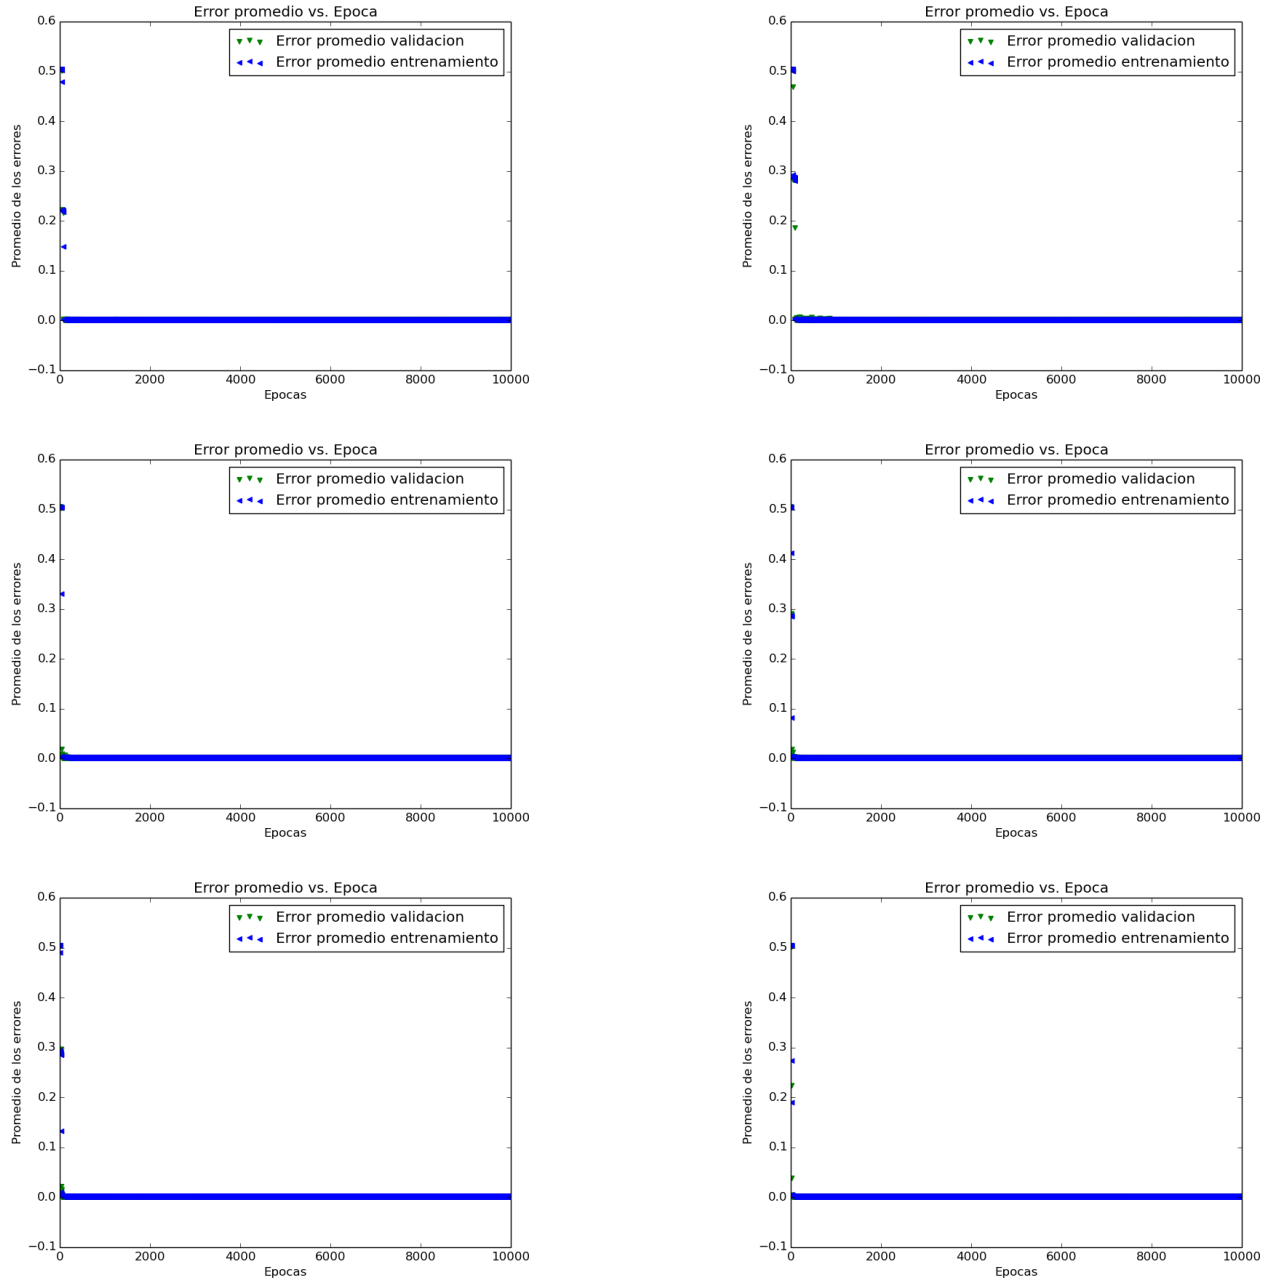 Error promedio vs. Epoca
Error promedio validacion
Error promedio entrenamiento
Promedio de los errores
0.6
0.5
0.4
0.3
0.2
0.1
0.0
−0.1
0 2000 4000 6000 8000 10000
Epocas
Error promedio vs. Epoca
Error promedio validacion
Error promedio entrenamiento
Promedio de los errores
0.6
0.5
0.4
0.3
0.2
0.1
0.0
−0.1
0 2000 4000 6000 8000 10000
Epocas
Error promedio vs. Epoca
Error promedio validacion
Error promedio entrenamiento
Promedio de los errores
0.6
0.5
0.4
0.3
0.2
0.1
0.0
−0.1
0 2000 4000 6000 8000 10000
Epocas
Error promedio vs. Epoca
Error promedio validacion
Error promedio entrenamiento
Promedio de los errores
0.6
0.5
0.4
0.3
0.2
0.1
0.0
−0.1
0 2000 4000 6000 8000 10000
Epocas
Error promedio vs. Epoca
Error promedio validacion
Error promedio entrenamiento
Promedio de los errores
0.6
0.5
0.4
0.3
0.2
0.1
0.0
−0.1
0 2000 4000 6000 8000 10000
Epocas
Error promedio vs. Epoca
Error promedio validacion
Error promedio entrenamiento
Promedio de los errores
0.6
0.5
0.4
0.3
0.2
0.1
0.0
−0.1
0 2000 4000 6000 8000 10000
Epocas